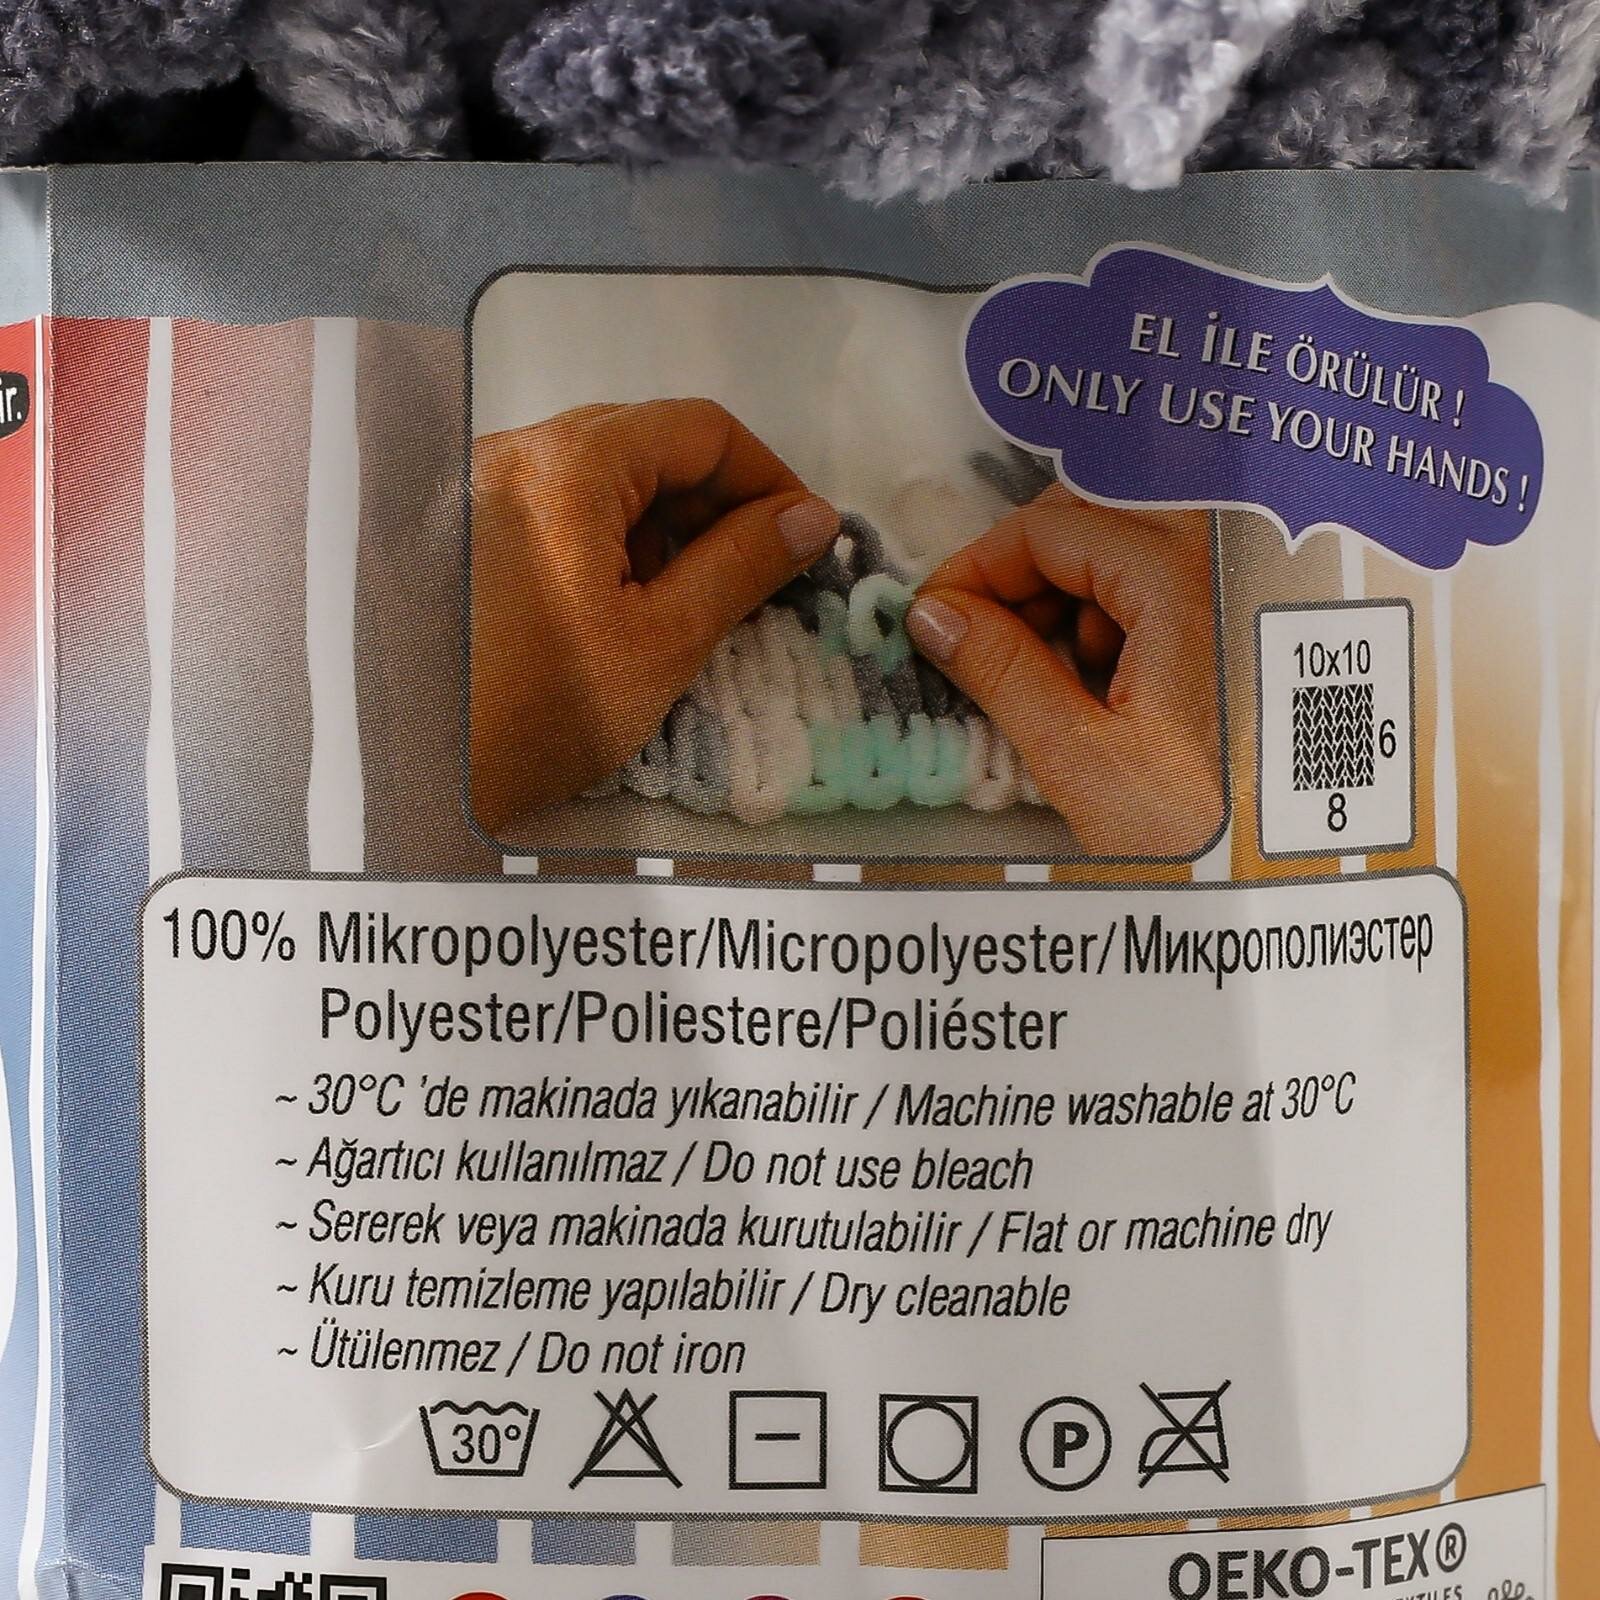 ir.
EL İLE ÖRÜLÜR !
ONLY USE YOUR HANDS !
10x10
6
8
100% Mikropolyester/Micropolyester/Микрополиэстер
Polyester/Poliestere/Poliéster
~ 30°C 'de makinada yıkanabilir / Machine washable at 30°C
~ Ağartıcı kullanılmaz / Do not use bleach
~ Sererek veya makinada kurutulabilir / Flat or machine dry
~ Kuru temizleme yapılabilir / Dry cleanable
~ Ütülenmez / Do not iron
30°
P
OEKO-TEX®